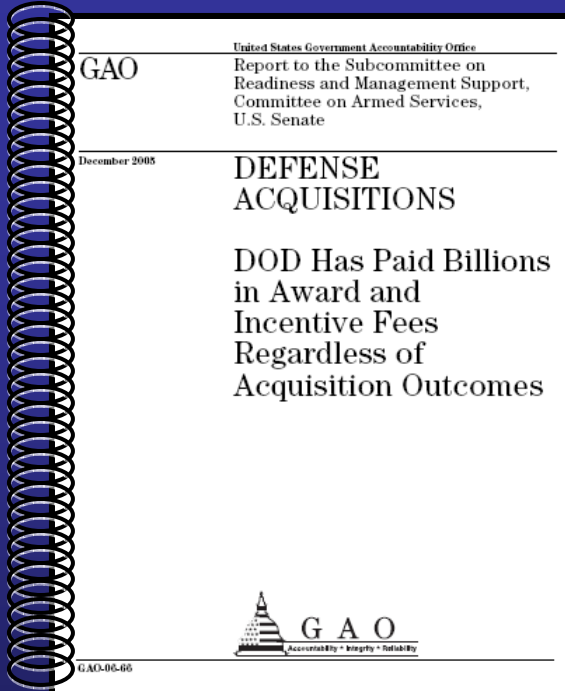 United States Government Accountability Office
GAO
Report to the Subcommittee on
Readiness and Management Support,
Committee on Armed Services,
U.S. Senate
December 2005
DEFENSE
ACQUISITIONS
DOD Has Paid Billions
in Award and
Incentive Fees
Regardless of
Acquisition Outcomes
G A O
Accountability * Integrity * Reliability
GAO-06-66